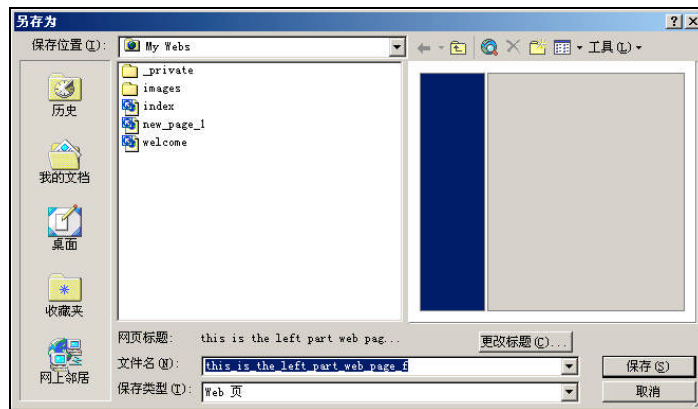 另存为
保存位置(I):
My Webs
工具(L)
历史
我的文档
桌面
收藏夹
网上邻居
_private
images
index
new_page_1
welcome
网页标题: this is the left part web pag...
更改标题(C)...
文件名(N): this_is_the_left_part_web_page_f
保存(S)
保存类型(T): Web 页
取消